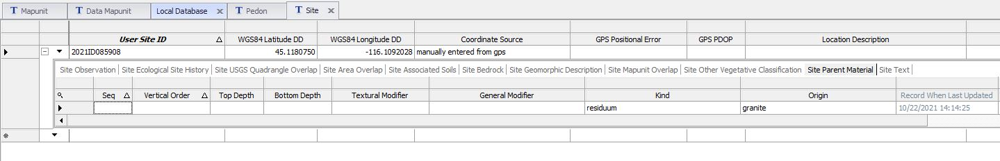 T Mapunit T Data Mapunit Local Database x T Pedon T Site x
User Site ID WGS84 Latitude DD WGS84 Longitude DD Coordinate Source GPS Positional Error GPS PDOP Location Description
2021ID085908 45.1180750 -116.1092028 manually entered from gps
Site Observation Site Ecological Site History Site USGS Quadrangle Overlap Site Area Overlap Site Associated Soils Site Bedrock Site Geomorphic Description Site Mapunit Overlap Site Other Vegetative Classification Site Parent Material Site Text
Seq Vertical Order Top Depth Bottom Depth Textural Modifier General Modifier Kind Origin Record When Last Updated
residuum granite 10/22/2021 14:14:25